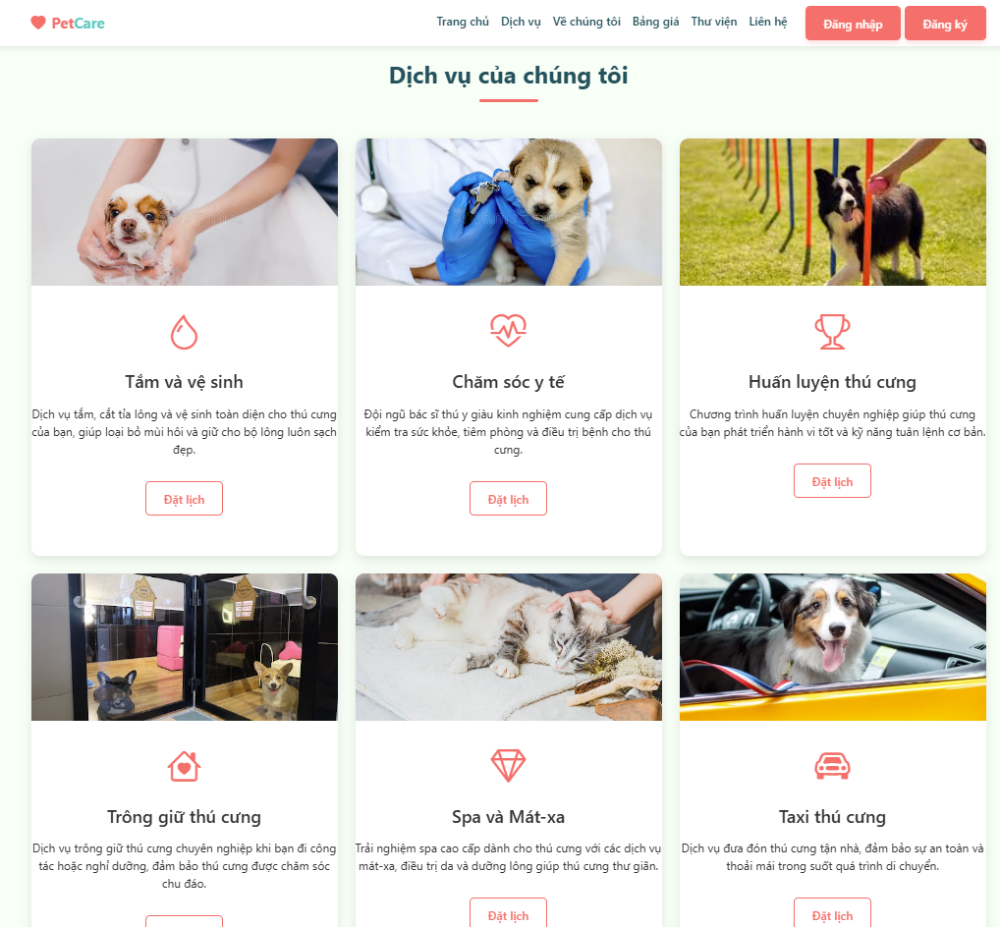 PetCare
Trang chủ Dịch vụ Về chúng tôi Bảng giá Thư viện Liên hệ Đăng nhập Đăng ký
Dịch vụ của chúng tôi
Tắm và vệ sinh
Dịch vụ tắm, cắt tỉa lông và vệ sinh toàn diện cho thú cưng
của bạn, giúp loại bỏ mùi hôi và giữ cho bộ lông luôn sạch
đẹp.
Đặt lịch
Chăm sóc y tế
Đội ngũ bác sĩ thú y giàu kinh nghiệm cung cấp dịch vụ
kiểm tra sức khỏe, tiêm phòng và điều trị bệnh cho thú
cưng.
Đặt lịch
Huấn luyện thú cưng
Chương trình huấn luyện chuyên nghiệp giúp thú cưng
của bạn phát triển hành vi tốt và kỹ năng tuân lệnh cơ bản.
Đặt lịch
Trông giữ thú cưng
Dịch vụ trông giữ thú cưng chuyên nghiệp khi bạn đi công
tác hoặc nghỉ dưỡng, đảm bảo thú cưng được chăm sóc
chu đáo.
Spa và Mát-xa
Trải nghiệm spa cao cấp dành cho thú cưng với các dịch vụ
mát-xa, điều trị da và dưỡng lông giúp thú cưng thư giãn.
Đặt lịch
Taxi thú cưng
Dịch vụ đưa đón thú cưng tận nhà, đảm bảo sự an toàn và
thoải mái trong suốt quá trình di chuyển.
Đặt lịch